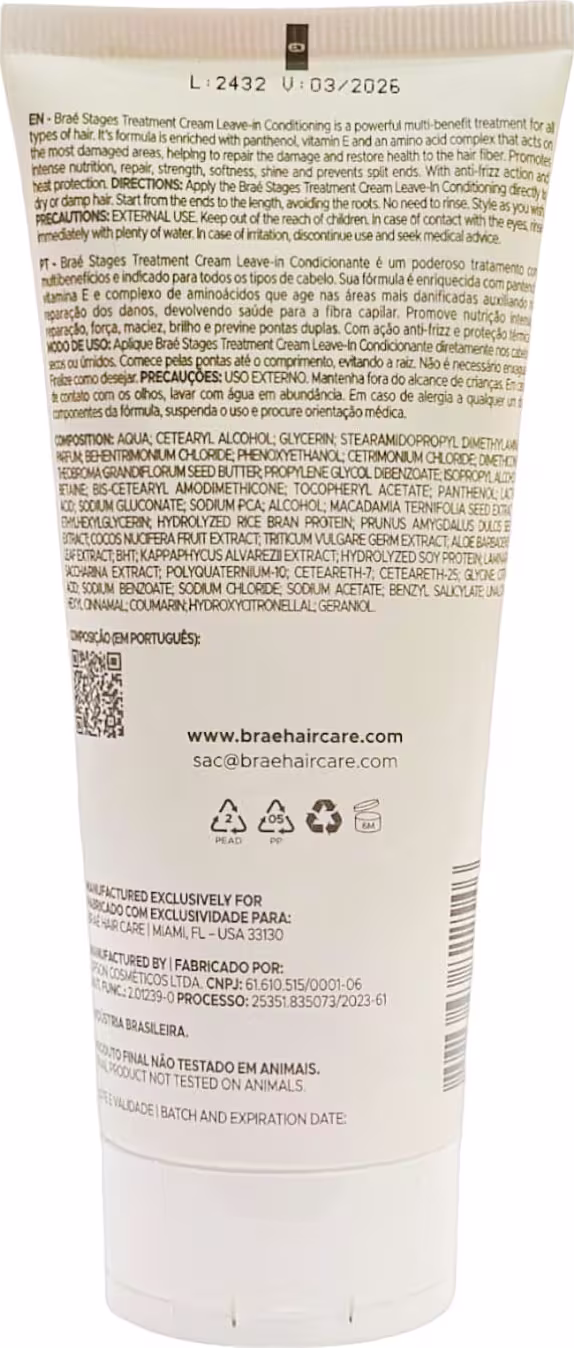 L:2432 V:03/2026
EN - Braé Stages Treatment Cream Leave-in Conditioning is a powerful multi-benefit treatment for all
types of hair. It's formula is enriched with panthenol, vitamin E and an amino acid complex that acts on
the most damaged areas, helping to repair the damage and restore health to the hair fiber. Promotes
intense nutrition, repair, strength, softness, shine and prevents split ends. With anti-frizz action and
heat protection. DIRECTIONS: Apply the Braé Stages Treatment Cream Leave-In Conditioning directly to
dry or damp hair. Start from the ends to the length, avoiding the roots. No need to rinse. Style as you wish
PRECAUTIONS: EXTERNAL USE. Keep out of the reach of children. In case of contact with the eyes, rinse
immediately with plenty of water. In case of irritation, discontinue use and seek medical advice.
PT - Braé Stages Treatment Cream Leave-in Condicionante é um poderoso tratamento com
multibenefícios e indicado para todos os tipos de cabelo. Sua fórmula é enriquecida com
vitamina E e complexo de aminoácidos que age nas áreas mais danificadas auxiliando
reparação dos danos, devolvendo saúde para a fibra capilar. Promove nutrição
reparação, força, maciez, brilho e previne pontas duplas. Com ação anti-frizz e proteção
MODO DE USO: Aplique Braé Stages Treatment Cream Leave-In Condicionante diretamente nos
secos ou úmidos. Comece pelas pontas até o comprimento, evitando a raiz. Não é necessário
Finalize como desejar. PRECAUÇÕES: USO EXTERNO. Mantenha fora do alcance de crianças. Em
de contato com os olhos, lavar com água em abundância. Em caso de alergia a qualquer um
componentes da fórmula, suspenda o uso e procure orientação médica.
COMPOSITION: AQUA; CETEARYL ALCOHOL; GLYCERIN; STEARAMIDOPROPYL
PARFUM; BEHENTRIMONIUM CHLORIDE; PHENOXYETHANOL; CETRIMONIUM CHLORIDE;
THEOBROMA GRANDIFLORUM SEED BUTTER; PROPYLENE GLYCOL DIBENZOATE; ISOPROPYL
BETAINE; BIS-CETEARYL AMODIMETHICONE; TOCOPHERYL ACETATE; PANTHENOL;
ACID; SODIUM GLUCONATE; SODIUM PCA; ALCOHOL; MACADAMIA TERNIFOLIA SEED
ETHYLHEXYLGLYCERIN; HYDROLYZED RICE BRAN PROTEIN; PRUNUS AMYGDALUS DULCIS
EXTRACT; COCOS NUCIFERA FRUIT EXTRACT; TRITICUM VULGARE GERM EXTRACT; ALOE
LEAF EXTRACT; BHT; KAPPAPHYCUS ALVAREZII EXTRACT; HYDROLYZED SOY PROTEIN;
SACCHARINA EXTRACT; POLYQUATERNIUM-10; CETEARETH-7; CETEARETH-25;
ACID; SODIUM BENZOATE; SODIUM CHLORIDE; SODIUM ACETATE; BENZYL SALICYLATE;
HEXYL CINNAMAL; COUMARIN; HYDROXYCITRONELLAL; GERANIOL.
COMPOSIÇÃO (EM PORTUGUÊS):
www.braehaircare.com
sac@braehaircare.com
2 05 6M
PEAD PP
MANUFACTURED EXCLUSIVELY FOR
FABRICADO COM EXCLUSIVIDADE PARA:
BRAÉ HAIR CARE | MIAMI, FL – USA 33130
MANUFACTURED BY | FABRICADO POR:
COSMÉTICOS LTDA. CNPJ: 61.610.515/0001-06
FUNC.: 2.01239-0 PROCESSO: 25351.835073/2023-61
INDÚSTRIA BRASILEIRA.
PRODUTO FINAL NÃO TESTADO EM ANIMAIS.
FINAL PRODUCT NOT TESTED ON ANIMALS.
LOTE E VALIDADE | BATCH AND EXPIRATION DATE: